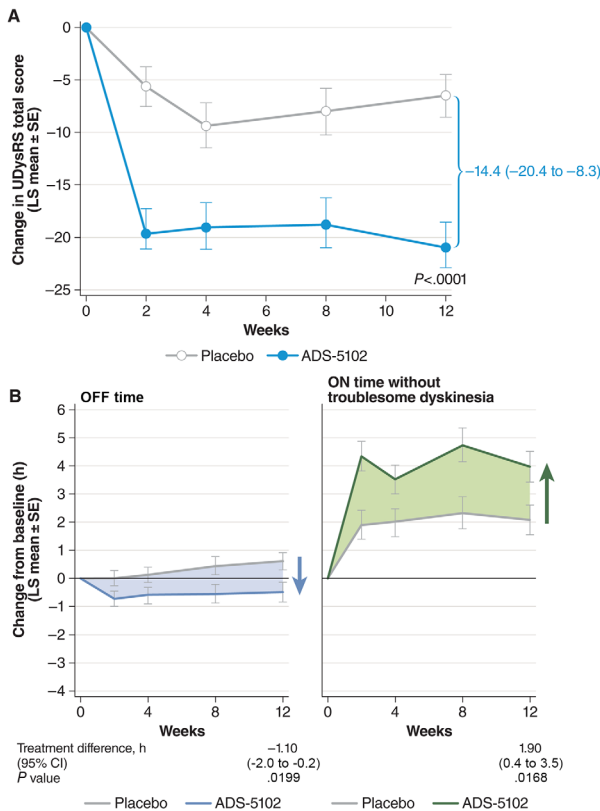 A
Change in UDysRS total score
(LS mean ± SE)
0
−5
−10
−15
−20
−25
−14.4 (−20.4 to −8.3)
P<.0001
0 2 4 6 8 10 12
Weeks
Placebo ADS-5102
B
OFF time
ON time without
troublesome dyskinesia
Change from baseline (h)
(LS mean ± SE)
6
5
4
3
2
1
0
−1
−2
−3
−4
0 4 8 12 0 4 8 12
Weeks Weeks
Treatment difference, h −1.10 1.90
(95% CI) (-2.0 to -0.2) (0.4 to 3.5)
P value .0199 .0168
Placebo ADS-5102 Placebo ADS-5102